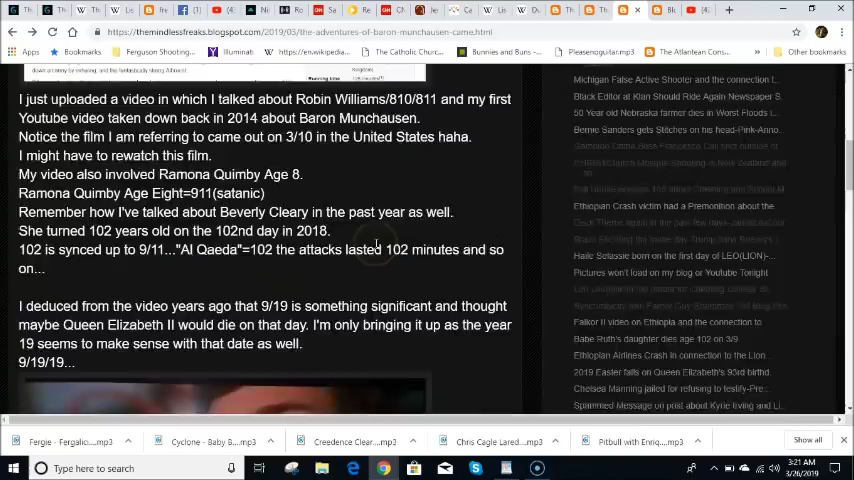 https://themindlessfreaks.blogspot.com/2019/03/the-adventures-of-baron-munchausen-came.html
Apps
Bookmarks
Ferguson Shooting...
Illuminati
https://en.wikipedia...
The Catholic Church...
Bunnies and Buns -...
Pleasenoguitar.mp3
The Atlantean Cons...
Other bookmarks
Running time
I just uploaded a video in which I talked about Robin Williams/810/811 and my first
Youtube video taken down back in 2014 about Baron Munchausen.
Notice the film I am referring to came out on 3/10 in the United States haha.
I might have to rewatch this film.
My video also involved Ramona Quimby Age 8.
Ramona Quimby Age Eight=911(satanic)
Remember how I've talked about Beverly Cleary in the past year as well.
She turned 102 years old on the 102nd day in 2018.
102 is synced up to 9/11..."Al Qaeda"=102 the attacks lasted 102 minutes and so
on...
I deduced from the video years ago that 9/19 is something significant and thought
maybe Queen Elizabeth II would die on that day. I'm only bringing it up as the year
19 seems to make sense with that date as well.
9/19/19...
Michigan False Active Shooter and the connection t...
Black Editor at Klan Should Ride Again Newspaper S...
50 Year old Nebraska farmer dies in Worst Floods i...
Bernie Sanders gets Stitches on his head-Pink-Anno...
Ethiopian Crash victim had a Premonition about the
Haile Selassie born on the first day of LEO(LION)-...
Pictures won't load on my blog or Youtube Tonight
Falkor II video on Ethiopia and the connection to
Babe Ruth's daughter dies age 102 on 3/9
Ethiopian Airlines Crash in connection to the Lion...
2019 Easter falls on Queen Elizabeth's 93rd birthd...
Chelsea Manning jailed for refusing to testify-Pre...
Spammed Message on post about Kyrie Irving and Li...
Fergie - Fergalici....mp3
Cyclone - Baby B....mp3
Creedence Clear....mp3
Chris Cagle Lared....mp3
Pitbull with Enriq....mp3
Show all
Type here to search
3:21 AM
3/26/2019